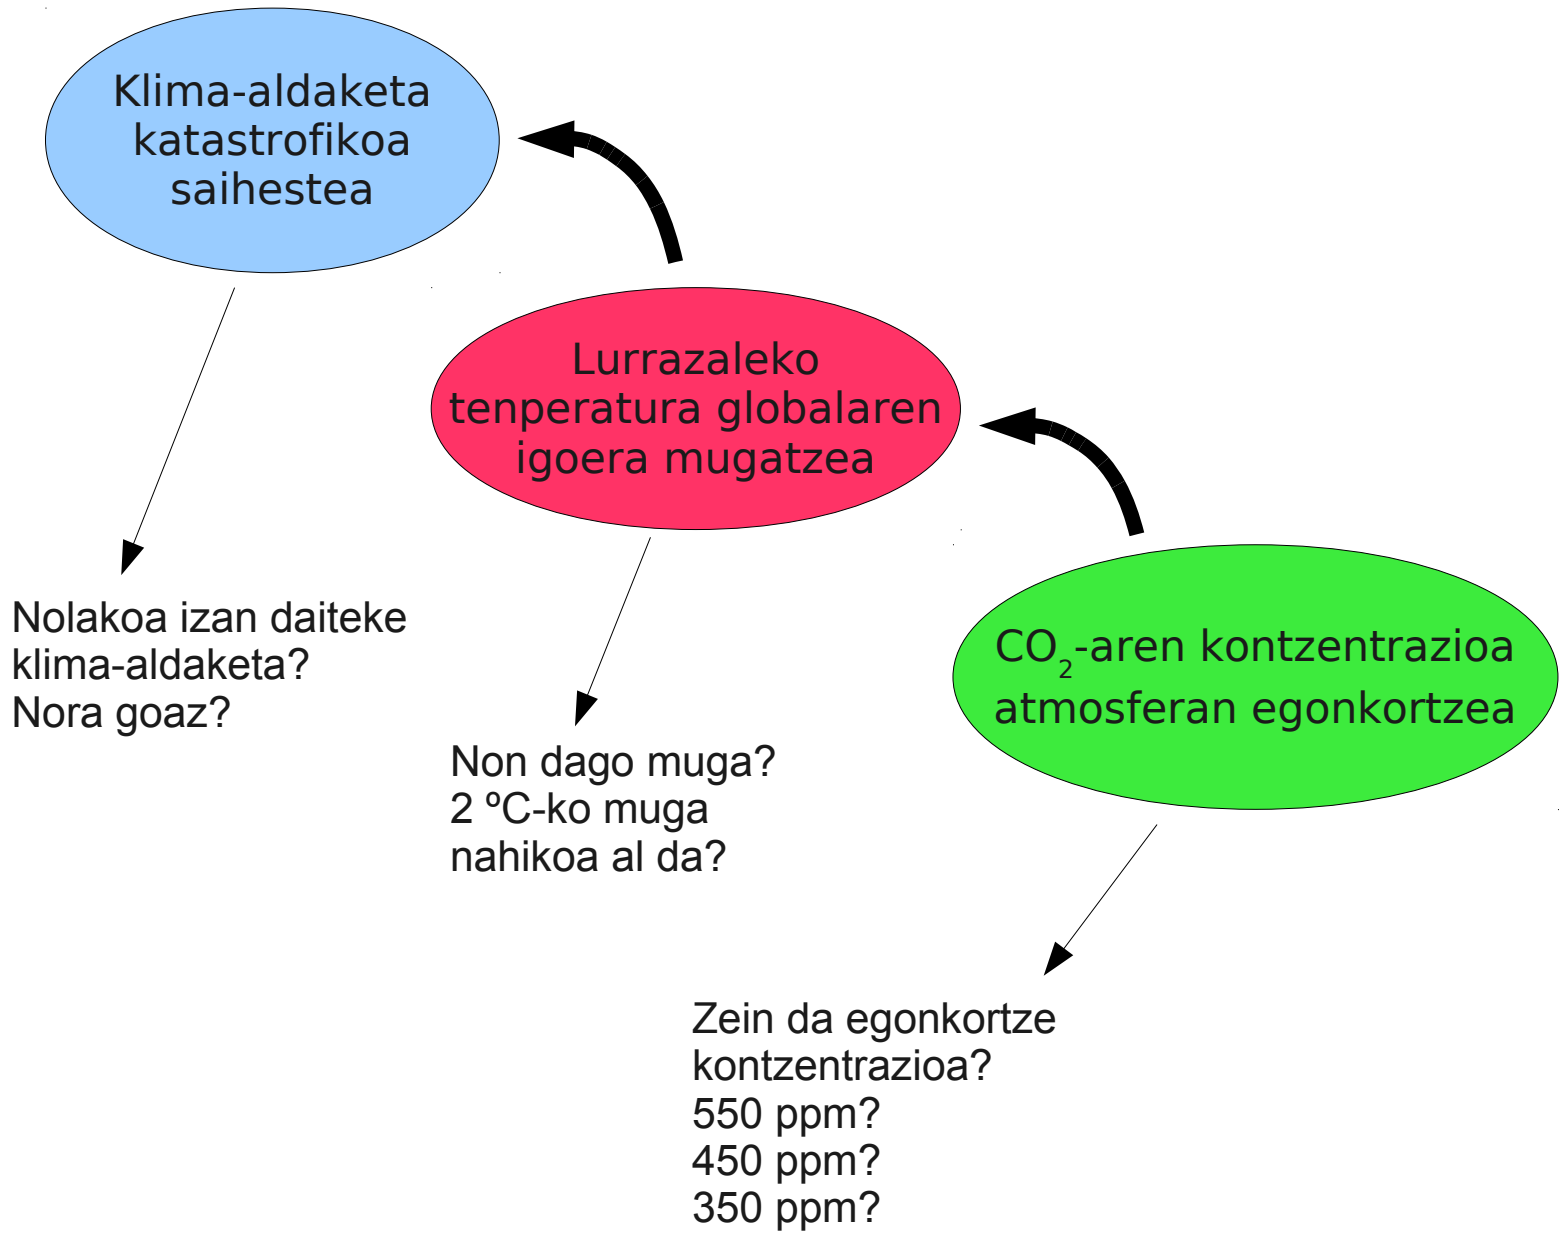 Klima-aldaketa
katastrofikoa
saihestea
Lurrazaleko
tenperatura globalaren
igoera mugatzea
CO₂-aren kontzentrazioa
atmosferan egonkortzea
Nolakoa izan daiteke
klima-aldaketa?
Nora goaz?
Non dago muga?
2 ºC-ko muga
nahikoa al da?
Zein da egonkortze
kontzentrazioa?
550 ppm?
450 ppm?
350 ppm?